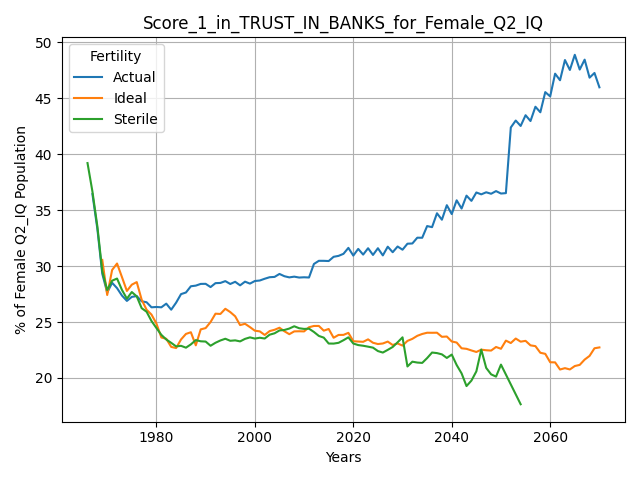 Score_1_in_TRUST_IN_BANKS_for_Female_Q2_IQ
Fertility
Actual
Ideal
Sterile
% of Female Q2_IQ Population
50
45
40
35
30
25
20
1980
2000
2020
2040
2060
Years